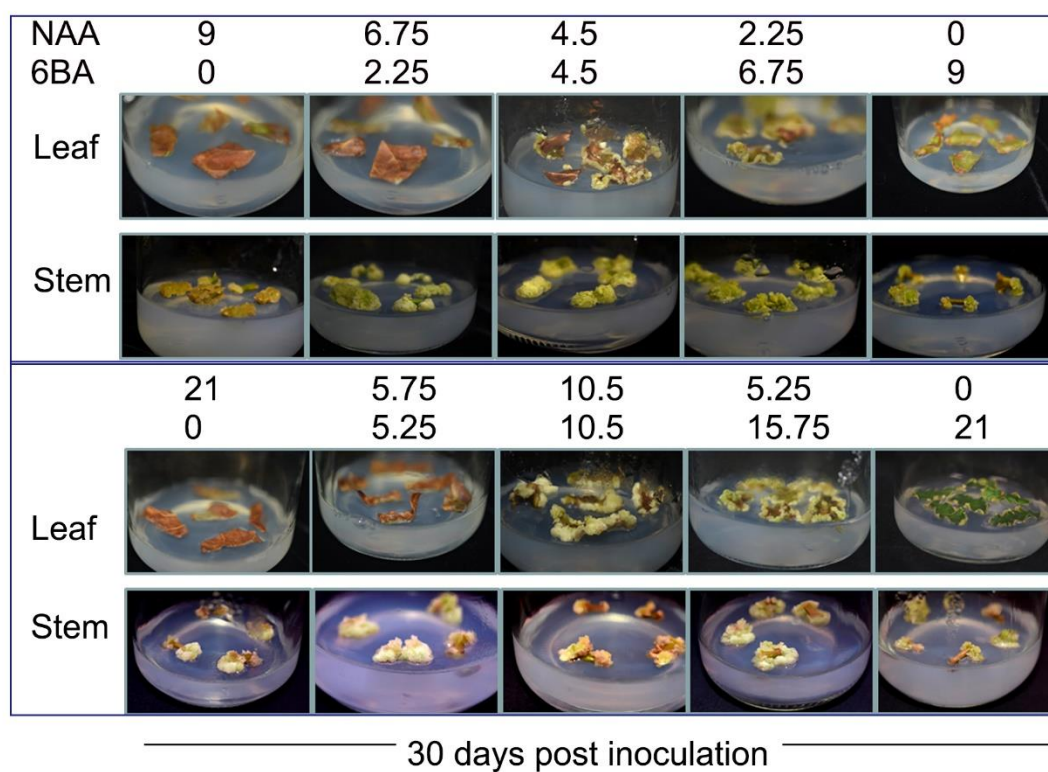 NAA 9 6.75 4.5 2.25 0
6BA 0 2.25 4.5 6.75 9
Leaf
Stem
21 5.75 10.5 5.25 0
0 5.25 10.5 15.75 21
Leaf
Stem
30 days post inoculation